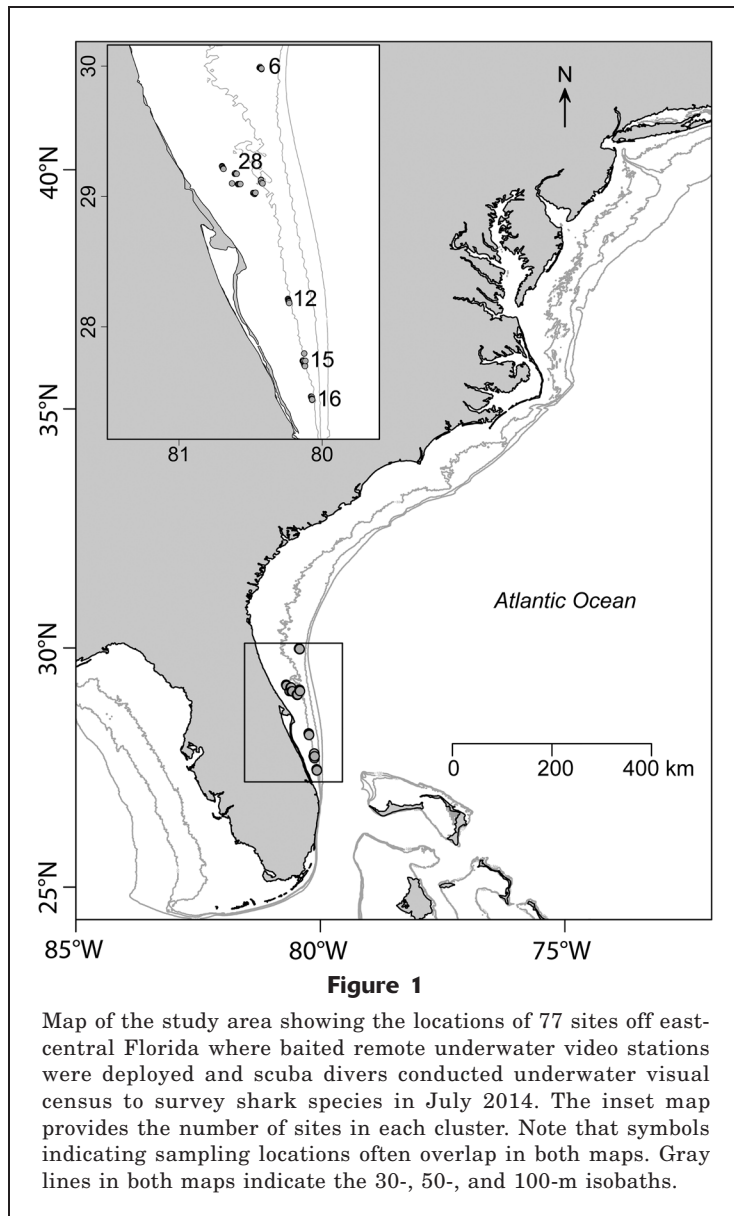 30
6
28
29
12
28
15
16
81
80
N
40°N
35°N
Atlantic Ocean
30°N
0 200 400 km
25°N
85°W 80°W 75°W
Figure 1
Map of the study area showing the locations of 77 sites off east-
central Florida where baited remote underwater video stations
were deployed and scuba divers conducted underwater visual
census to survey shark species in July 2014. The inset map
provides the number of sites in each cluster. Note that symbols
indicating sampling locations often overlap in both maps. Gray
lines in both maps indicate the 30-, 50-, and 100-m isobaths.